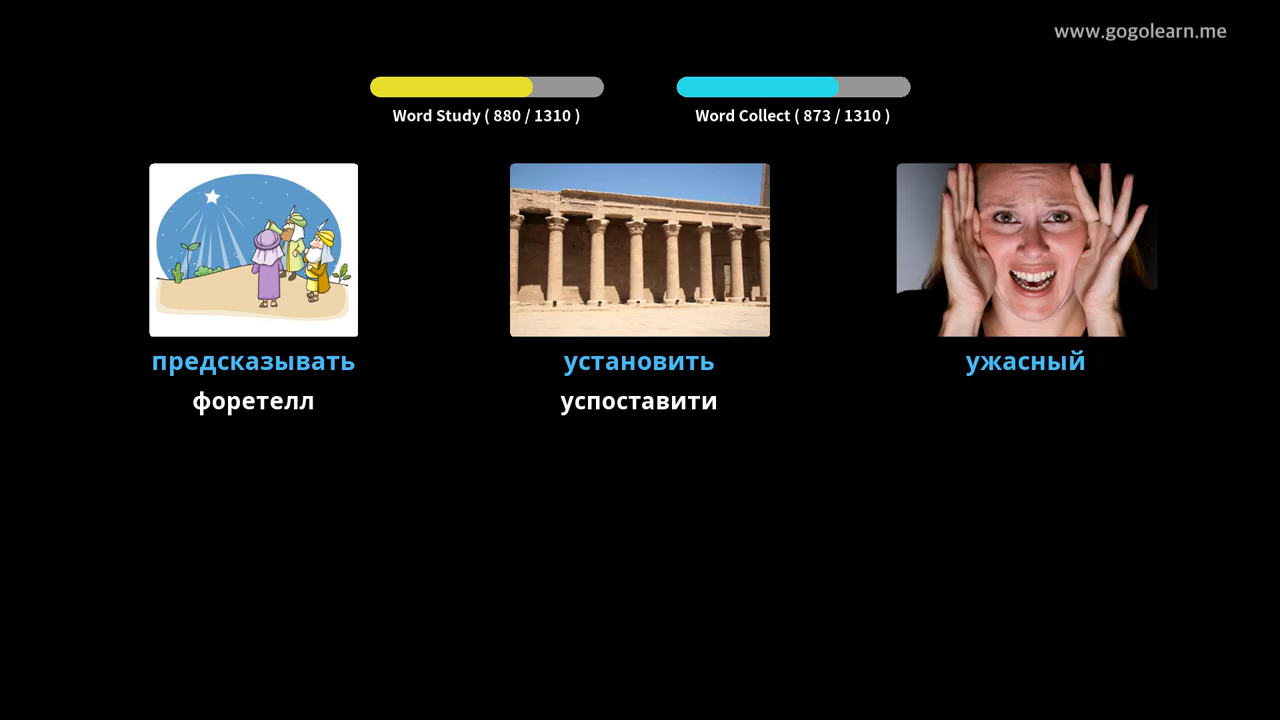 www.gogolearn.me
Word Study ( 880 / 1310 )
Word Collect ( 873 / 1310 )
предсказывать
установить
ужасный
форетелл
успоставити